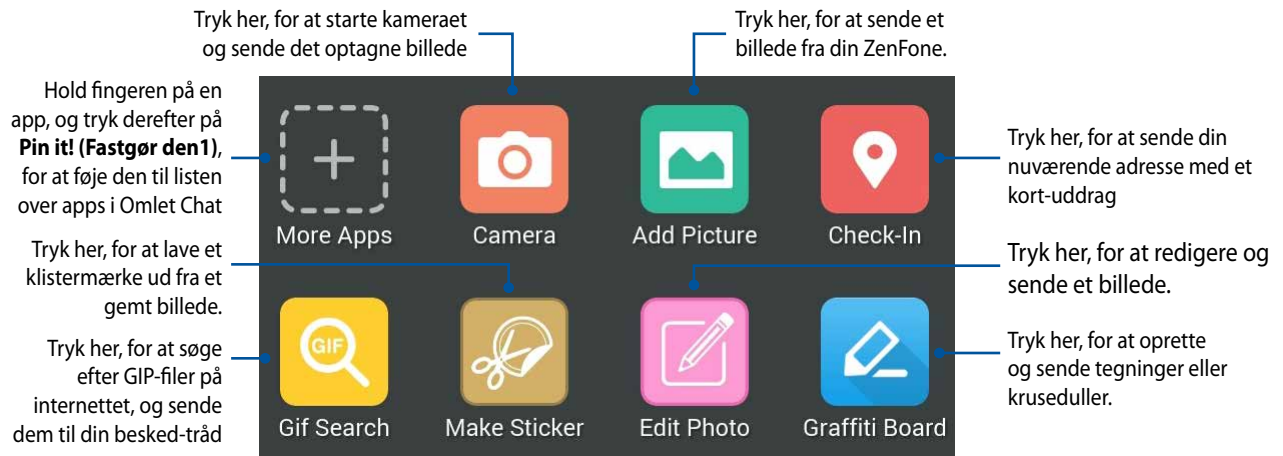 Tryk her, for at starte kameraet
og sende det optagne billede
Tryk her, for at sende et
billede fra din ZenFone.
Hold fingeren på en
app, og tryk derefter på
Pin it! (Fastgør den1),
for at føje den til listen
over apps i Omlet Chat
Tryk her, for at sende din
nuværende adresse med et
kort-uddrag
More Apps
Camera
Add Picture
Check-In
Tryk her, for at lave et
klistermærke ud fra et
gemt billede.
Tryk her, for at redigere og
sende et billede.
Tryk her, for at søge
efter GIP-filer på
internettet, og sende
dem til din besked-tråd
GIF
Tryk her, for at oprette
og sende tegninger eller
kruseduller.
Gif Search
Make Sticker
Edit Photo
Graffiti Board